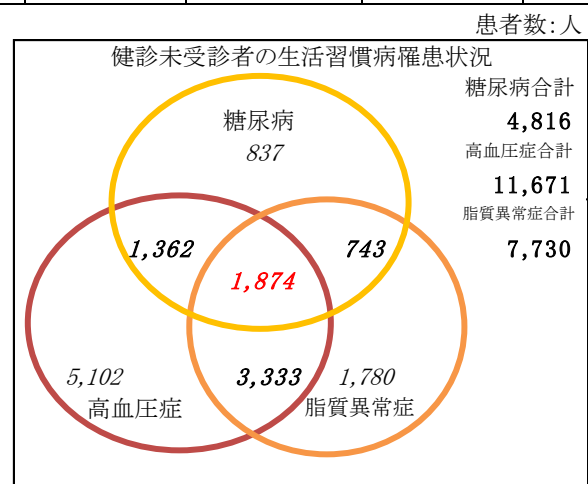 患者数:人
健診未受診者の生活習慣病罹患状況
糖尿病合計
4,816
高血圧症合計
11,671
脂質異常症合計
7,730
糖尿病
837
1,362
743
1,874
5,102
3,333
1,780
高血圧症
脂質異常症